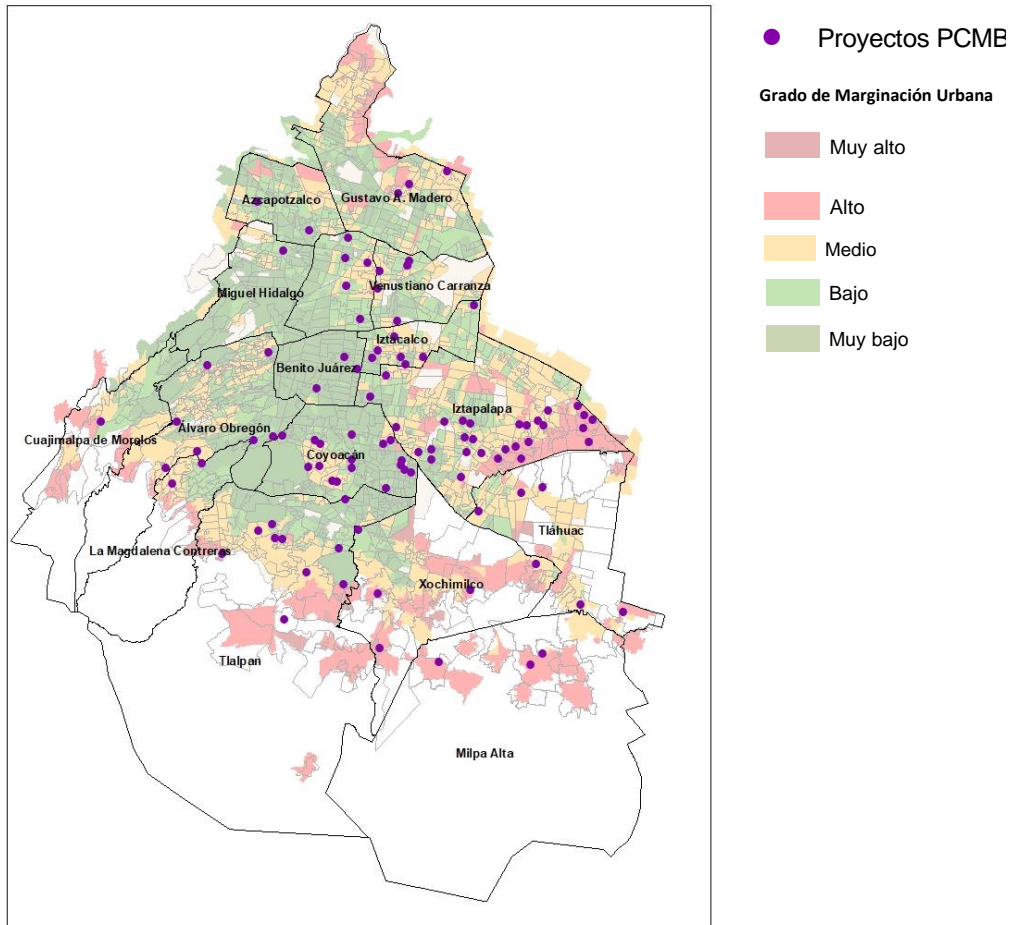 Proyectos PCMB
Grado de Marginación Urbana
Muy alto
Alto
Medio
Bajo
Muy bajo
Azcapotzalco
Gustavo A. Madero
Miguel Hidalgo
Venustiano Carranza
Iztacalco
Benito Juárez
Iztapalapa
Cuajimalpa de Morelos
Álvaro Obregón
Coyoacán
Tláhuac
La Magdalena Contreras
Xochimilco
Tlalpan
Milpa Alta